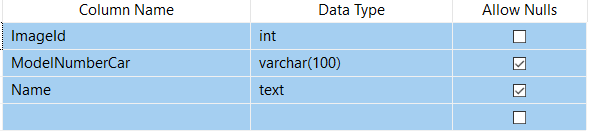 Column Name Data Type Allow Nulls
ImageId int
ModelNumberCar varchar(100)
Name text